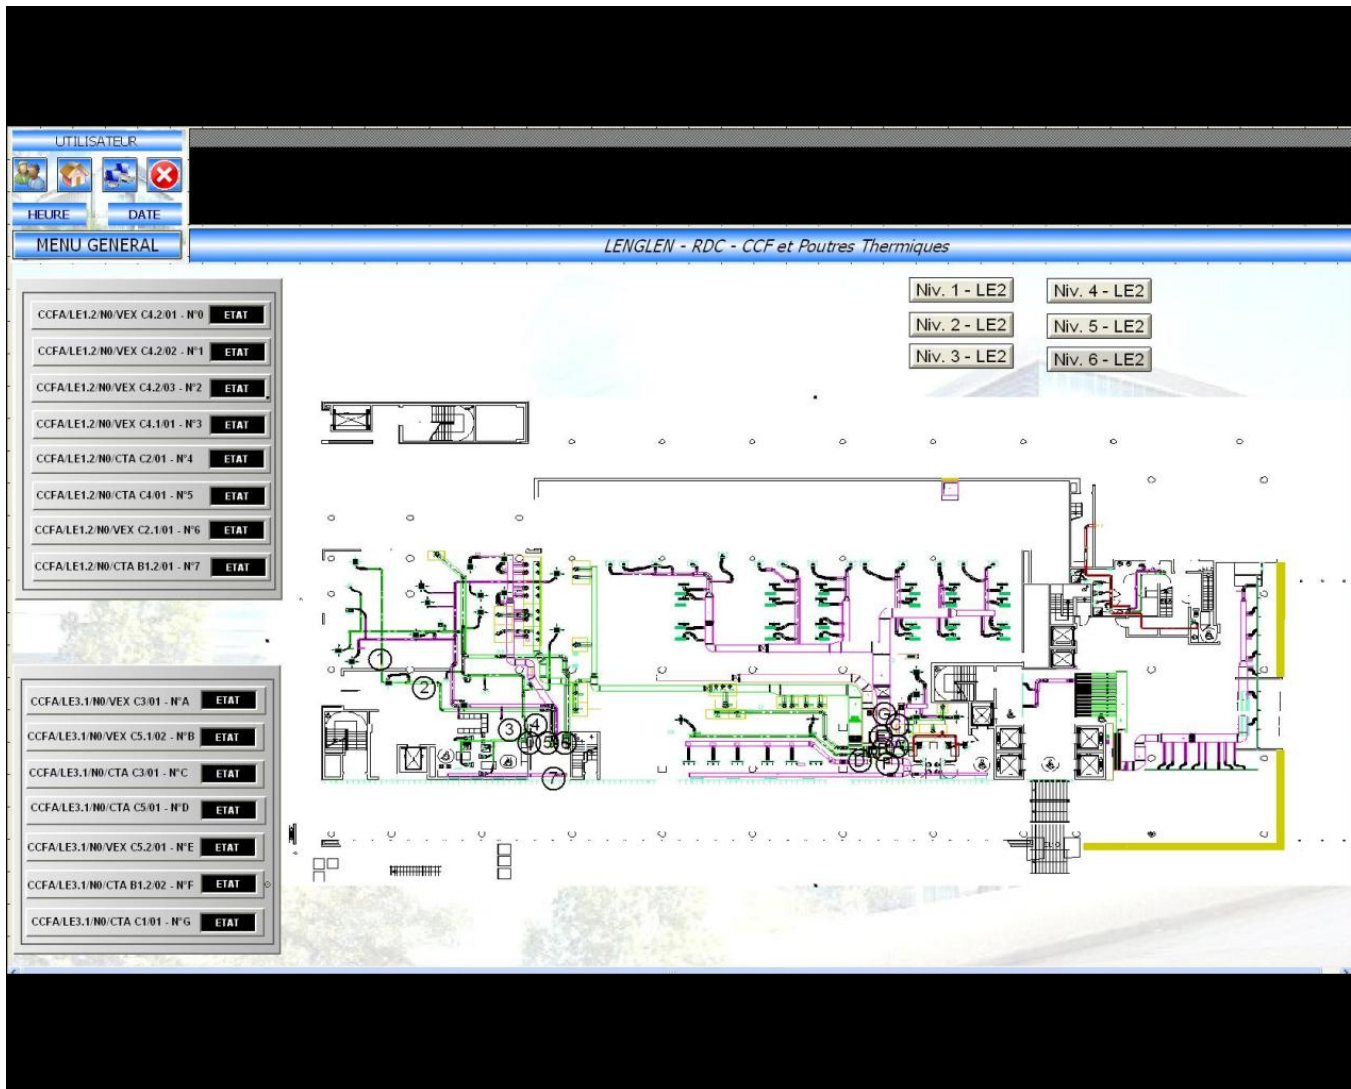 UTILISATEUR
HEURE DATE
MENU GENERAL
LENGLEN - RDC - CCF et Poutres Thermiques
Niv. 1 - LE2 Niv. 4 - LE2
Niv. 2 - LE2 Niv. 5 - LE2
Niv. 3 - LE2 Niv. 6 - LE2
CCFA/LE1.2/N0/VEX C4.2/01 - N°0 ETAT
CCFA/LE1.2/N0/VEX C4.2/02 - N°1 ETAT
CCFA/LE1.2/N0/VEX C4.2/03 - N°2 ETAT
CCFA/LE1.2/N0/VEX C4.1/01 - N°3 ETAT
CCFA/LE1.2/N0/CTA C2/01 - N°4 ETAT
CCFA/LE1.2/N0/CTA C4/01 - N°5 ETAT
CCFA/LE1.2/N0/VEX C2.1/01 - N°6 ETAT
CCFA/LE1.2/N0/CTA B1.2/01 - N°7 ETAT
CCFA/LE3.1/N0/VEX C3/01 - N°A ETAT
CCFA/LE3.1/N0/VEX C5.1/02 - N°B ETAT
CCFA/LE3.1/N0/CTA C3/01 - N°C ETAT
CCFA/LE3.1/N0/CTA C5/01 - N°D ETAT
CCFA/LE3.1/N0/VEX C5.2/01 - N°E ETAT
CCFA/LE3.1/N0/CTA B1.2/02 - N°F ETAT
CCFA/LE3.1/N0/CTA C1/01 - N°G ETAT
1
2
3 4
7
G
F